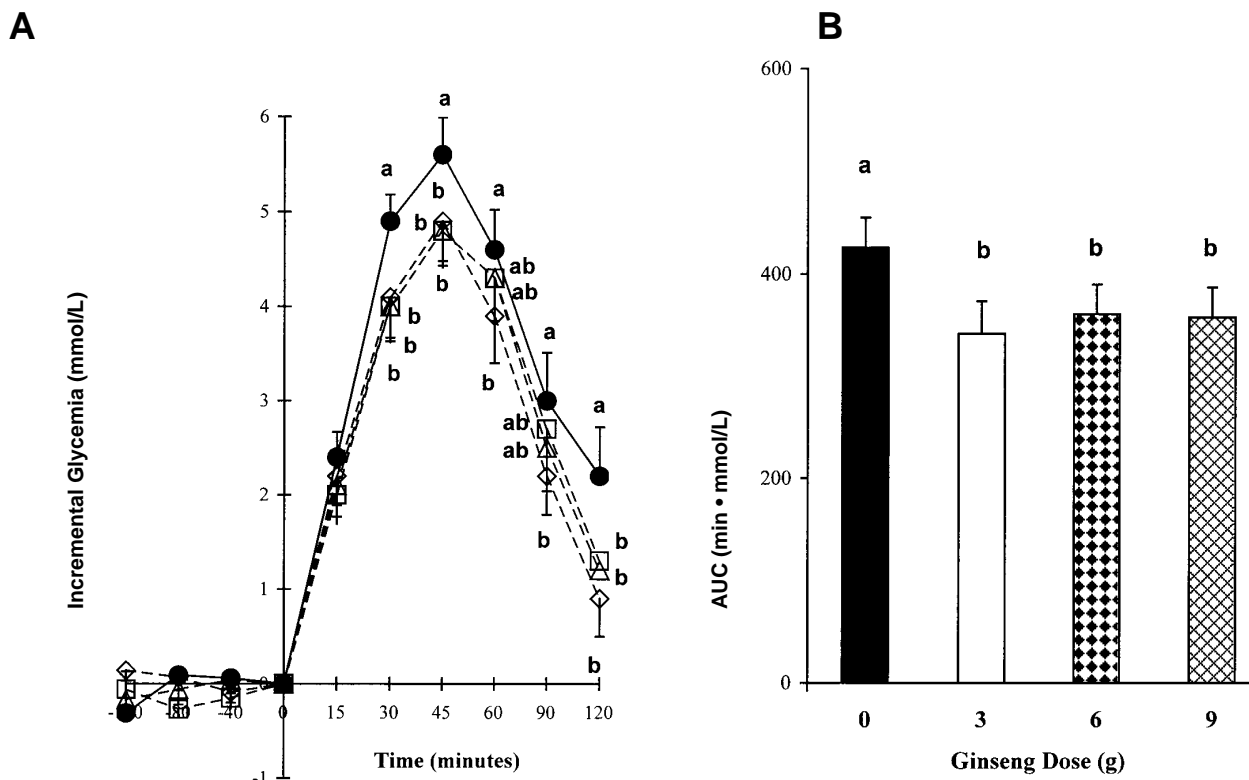 A
B
Incremental Glycemia (mmol/L)
6
5
4
3
2
1
0
-1
-80
-40
0
15
30
45
60
90
120
Time (minutes)
a
a
a
a
a
b
b
b
b
b
b
b
ab
ab
b
ab
ab
b
b
b
b
AUC (min • mmol/L)
600
400
200
0
a
b
b
b
0
3
6
9
Ginseng Dose (g)